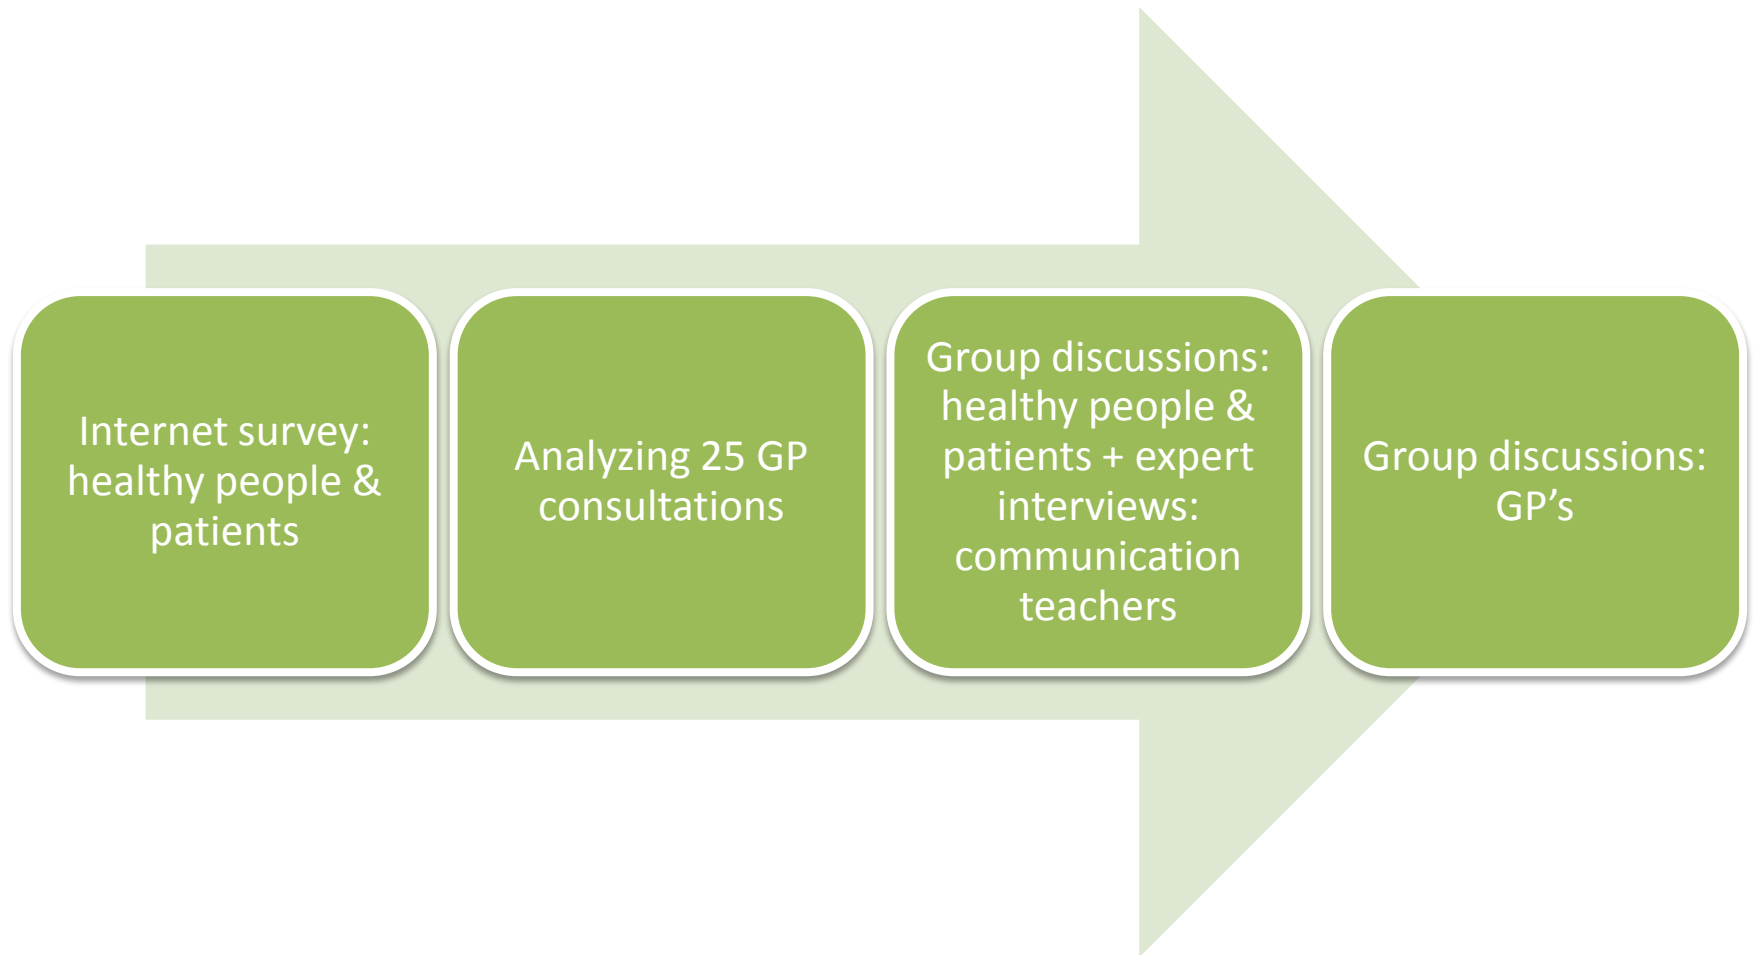 Internet survey:
healthy people &
patients
Analyzing 25 GP
consultations
Group discussions:
healthy people &
patients + expert
interviews:
communication
teachers
Group discussions:
GP’s